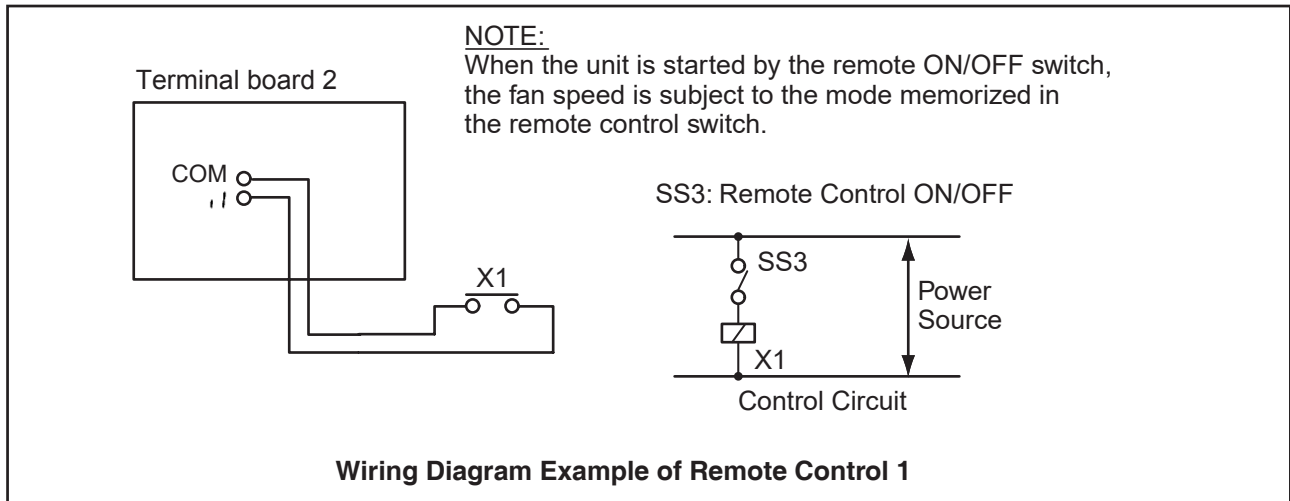 NOTE:
When the unit is started by the remote ON/OFF switch,
the fan speed is subject to the mode memorized in
the remote control switch.
Terminal board 2
COM
X1
SS3: Remote Control ON/OFF
SS3
Power
Source
X1
Control Circuit
Wiring Diagram Example of Remote Control 1